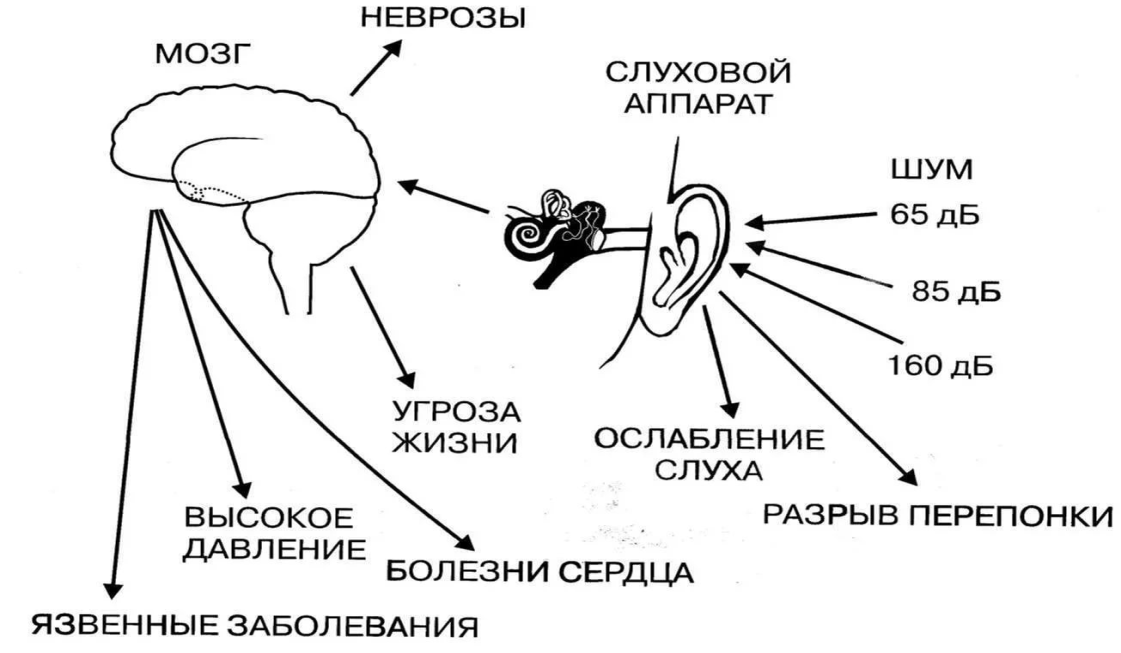 НЕВРОЗЫ
МОЗГ
СЛУХОВОЙ
АППАРАТ
ШУМ
65 дБ
85 дБ
160 дБ
УГРОЗА
ЖИЗНИ
ОСЛАБЛЕНИЕ
СЛУХА
РАЗРЫВ ПЕРЕПОНКИ
ВЫСОКОЕ
ДАВЛЕНИЕ
БОЛЕЗНИ СЕРДЦА
ЯЗВЕННЫЕ ЗАБОЛЕВАНИЯ